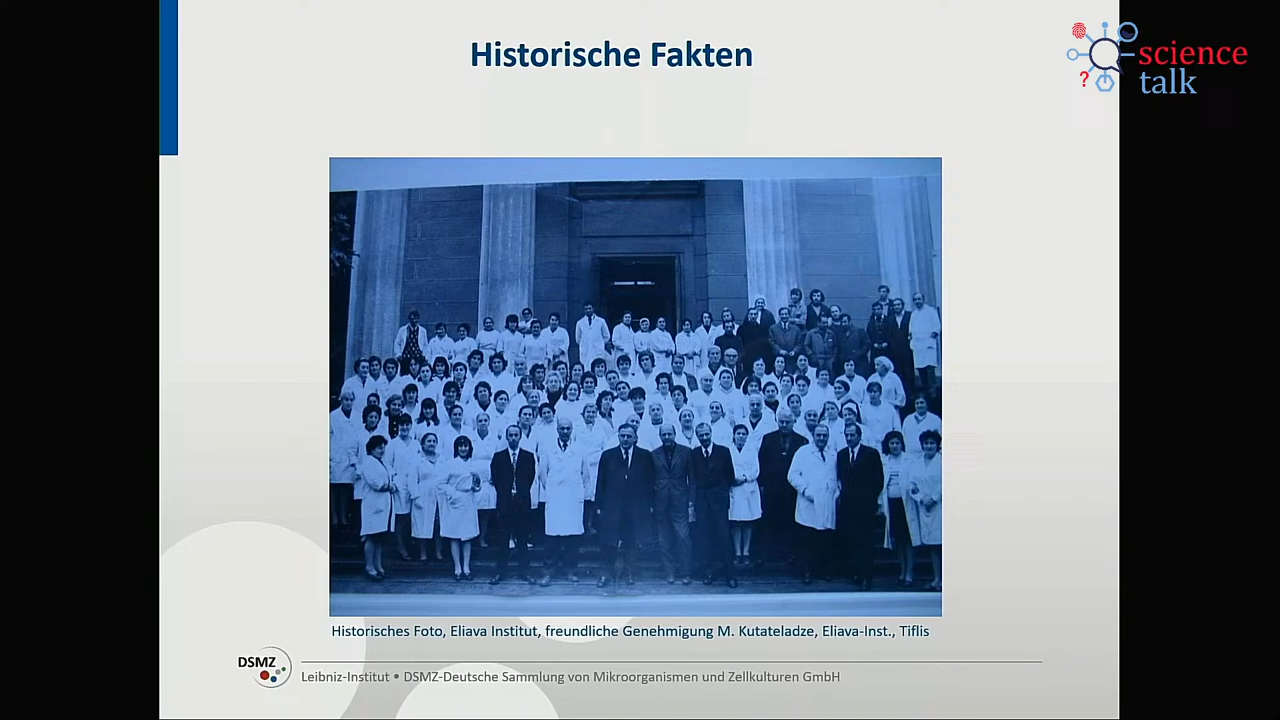 Historische Fakten
science
talk
?
Historisches Foto, Eliava Institut, freundliche Genehmigung M. Kutateladze, Eliava-Inst., Tiflis
DSMZ
Leibniz-Institut • DSMZ-Deutsche Sammlung von Mikroorganismen und Zellkulturen GmbH